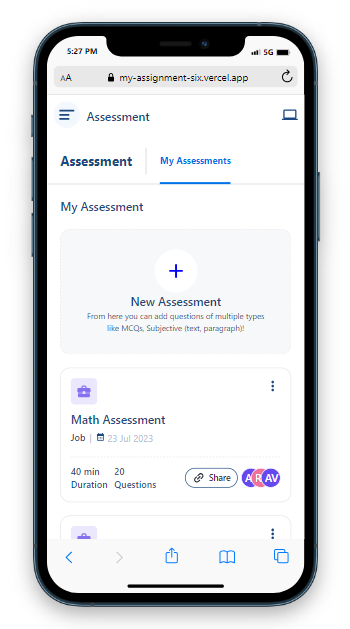 5:27 PM
5G
AA my-assignment-six.vercel.app
Assessment
Assessment My Assessments
My Assessment
New Assessment
From here you can add questions of multiple types
like MCQs, Subjective (text, paragraph)!
Math Assessment
Job | 23 Jul 2023
40 min 20
Duration Questions
Share
A R AV